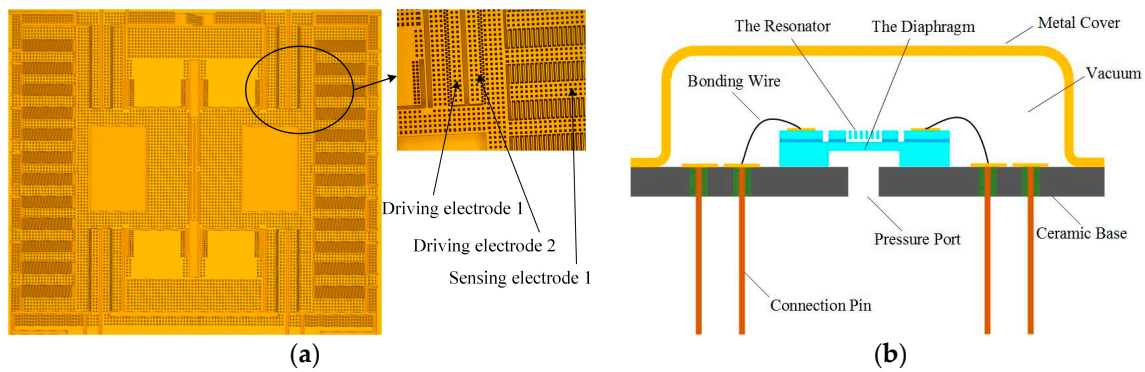 Driving electrode 1
Driving electrode 2
Sensing electrode 1
(a)
The Resonator
The Diaphragm
Metal Cover
Bonding Wire
Vacuum
Pressure Port
Ceramic Base
Connection Pin
(b)